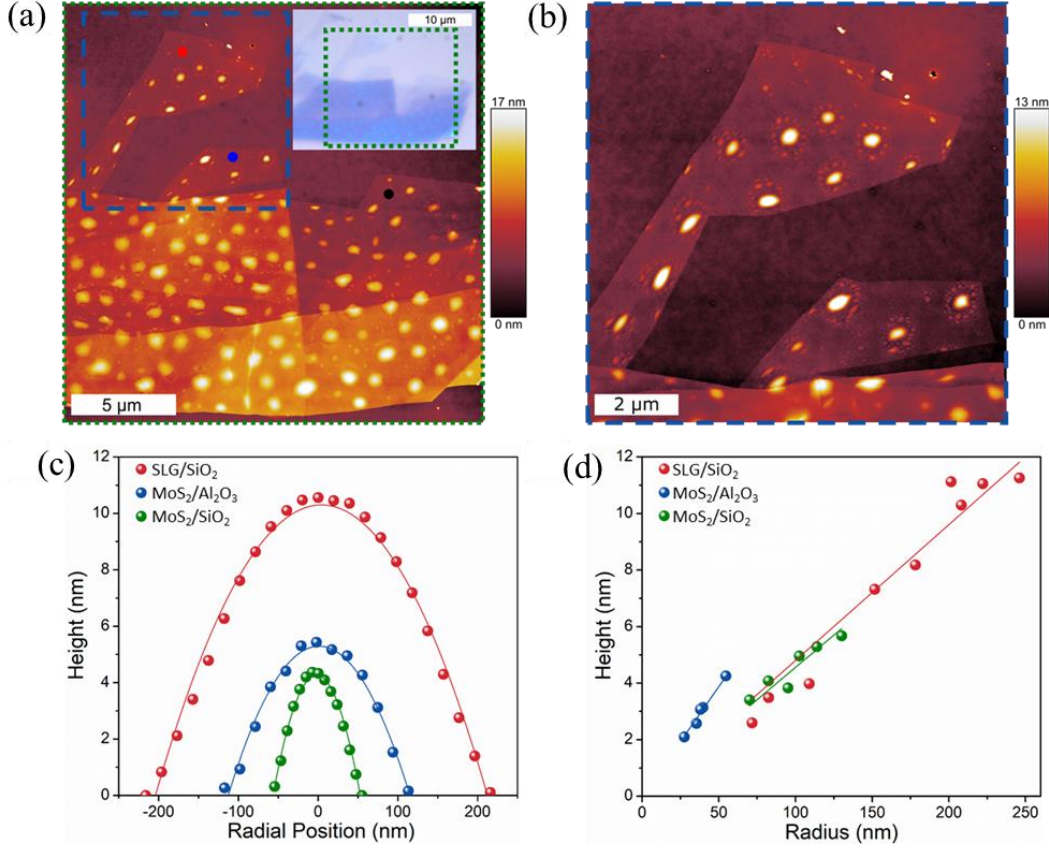 (a)
10 μm
17 nm
0 nm
5 μm
(b)
13 nm
0 nm
2 μm
(c)
12
10
8
6
4
2
0
Height (nm)
SLG/SiO₂
MoS₂/Al₂O₃
MoS₂/SiO₂
-200 -100 0 100 200
Radial Position (nm)
(d)
12
10
8
6
4
2
0
Height (nm)
SLG/SiO₂
MoS₂/Al₂O₃
MoS₂/SiO₂
0 50 100 150 200 250
Radius (nm)